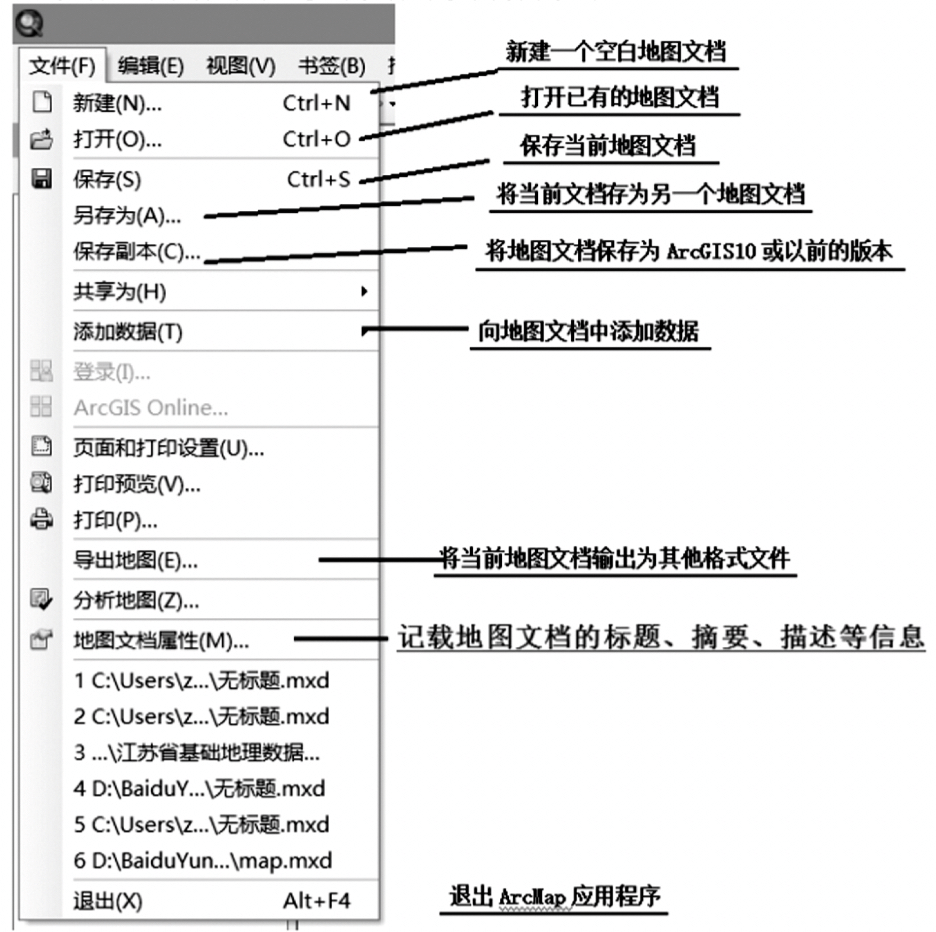 文件(F) 编辑(E) 视图(V) 书签(B)
新建(N)... Ctrl+N
新建一个空白地图文档
打开(O)... Ctrl+O
打开已有的地图文档
保存(S) Ctrl+S
保存当前地图文档
另存为(A)...
将当前文档存为另一个地图文档
保存副本(C)...
将地图文档保存为 ArcGIS10 或以前的版本
共享为(H)
添加数据(T)
向地图文档中添加数据
登录(I)...
ArcGIS Online...
页面和打印设置(U)...
打印预览(V)...
打印(P)...
导出地图(E)...
将当前地图文档输出为其他格式文件
分析地图(Z)...
地图文档属性(M)...
记载地图文档的标题、摘要、描述等信息
1 C:\Users\z...\无标题.mxd
2 C:\Users\z...\无标题.mxd
3 ...\江苏省基础地理数据...
4 D:\BaiduY...\无标题.mxd
5 C:\Users\z...\无标题.mxd
6 D:\BaiduYun...\map.mxd
退出(X) Alt+F4
退出 ArcMap 应用程序